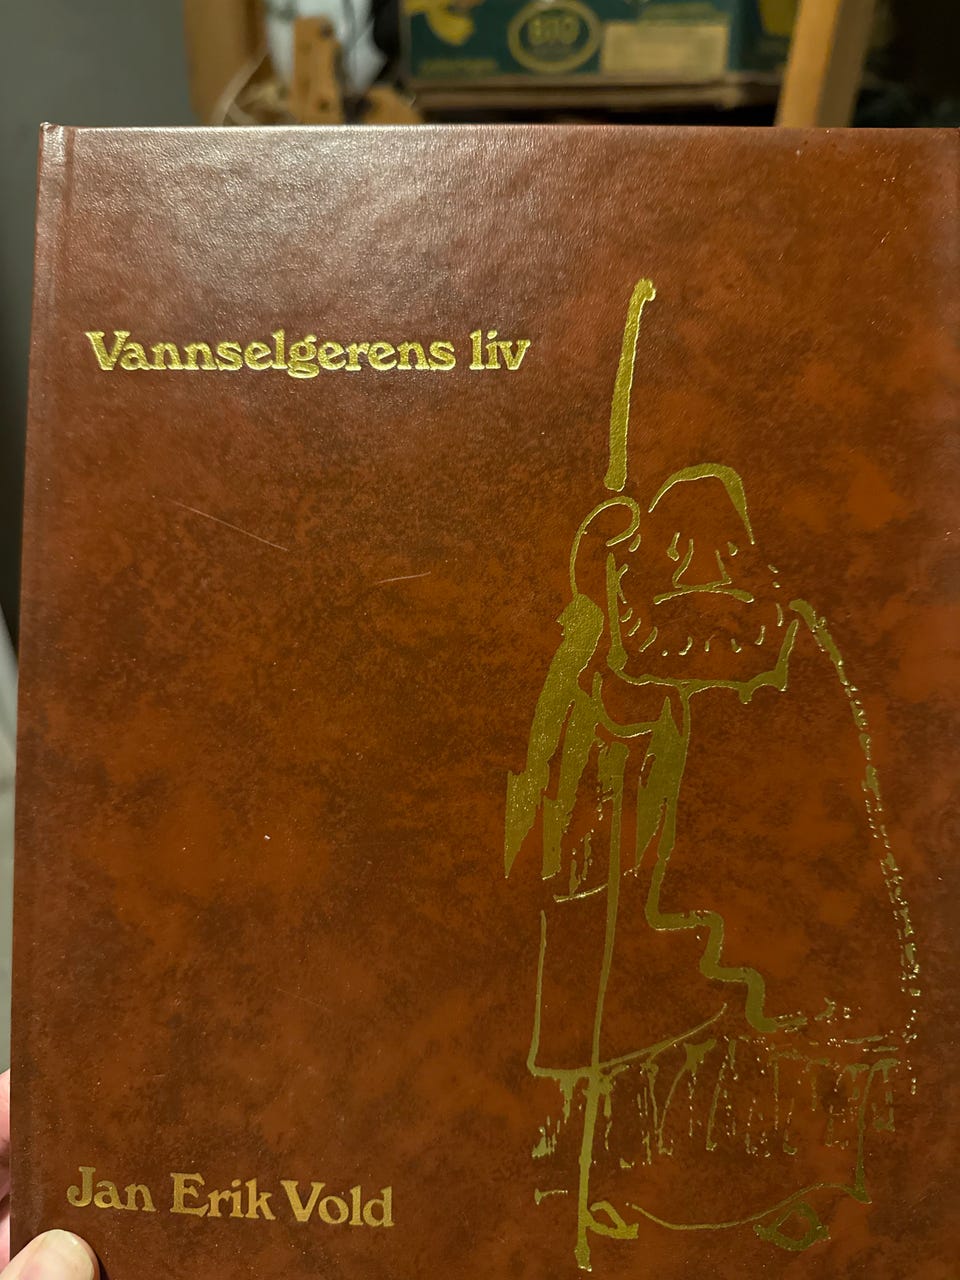 Vannselgerens liv
Jan Erik Vold